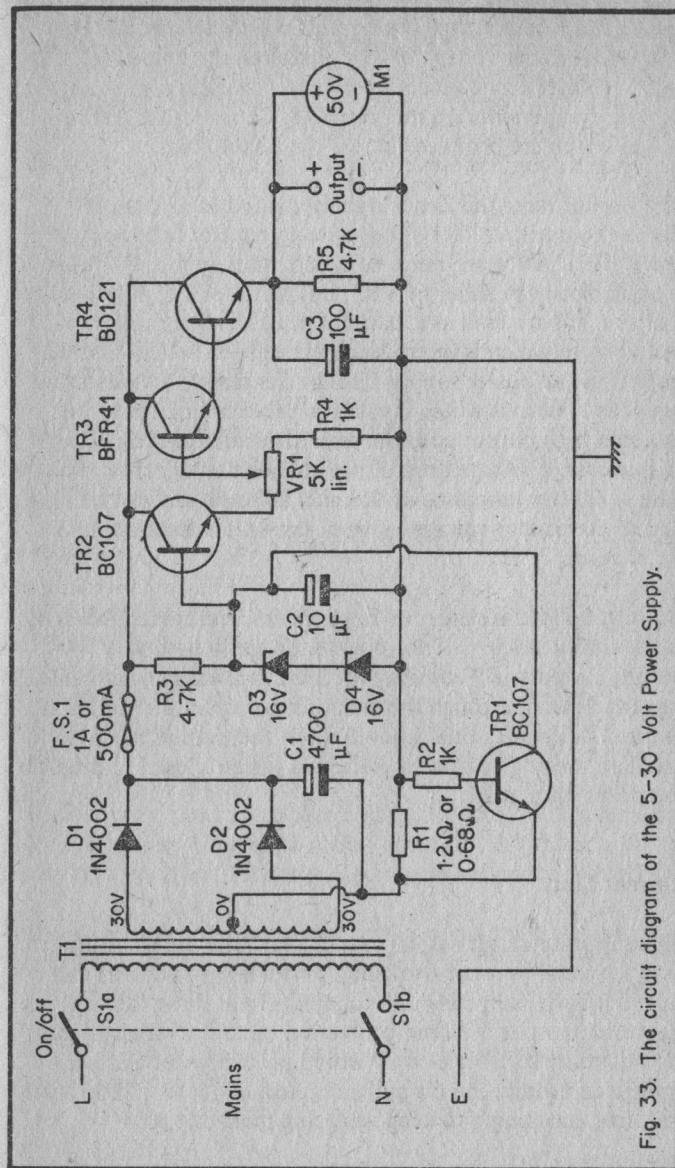 On/off
S1a
L
Mains
N
S1b
E
T1
30V
0V
30V
D1
1N4002
D2
1N4002
F.S.1
1A or
500mA
C1
4700
µF
R3
4·7K
D3
16V
D4
16V
C2
10
µF
R1
1·2Ω or
0·68Ω
R2
1K
TR1
BC107
TR2
BC107
TR3
BFR41
TR4
BD121
VR1
5K
lin.
R4
1K
C3
100
µF
R5
4·7K
+
Output
−
+
50V
−
M1
Fig. 33. The circuit diagram of the 5–30 Volt Power Supply.